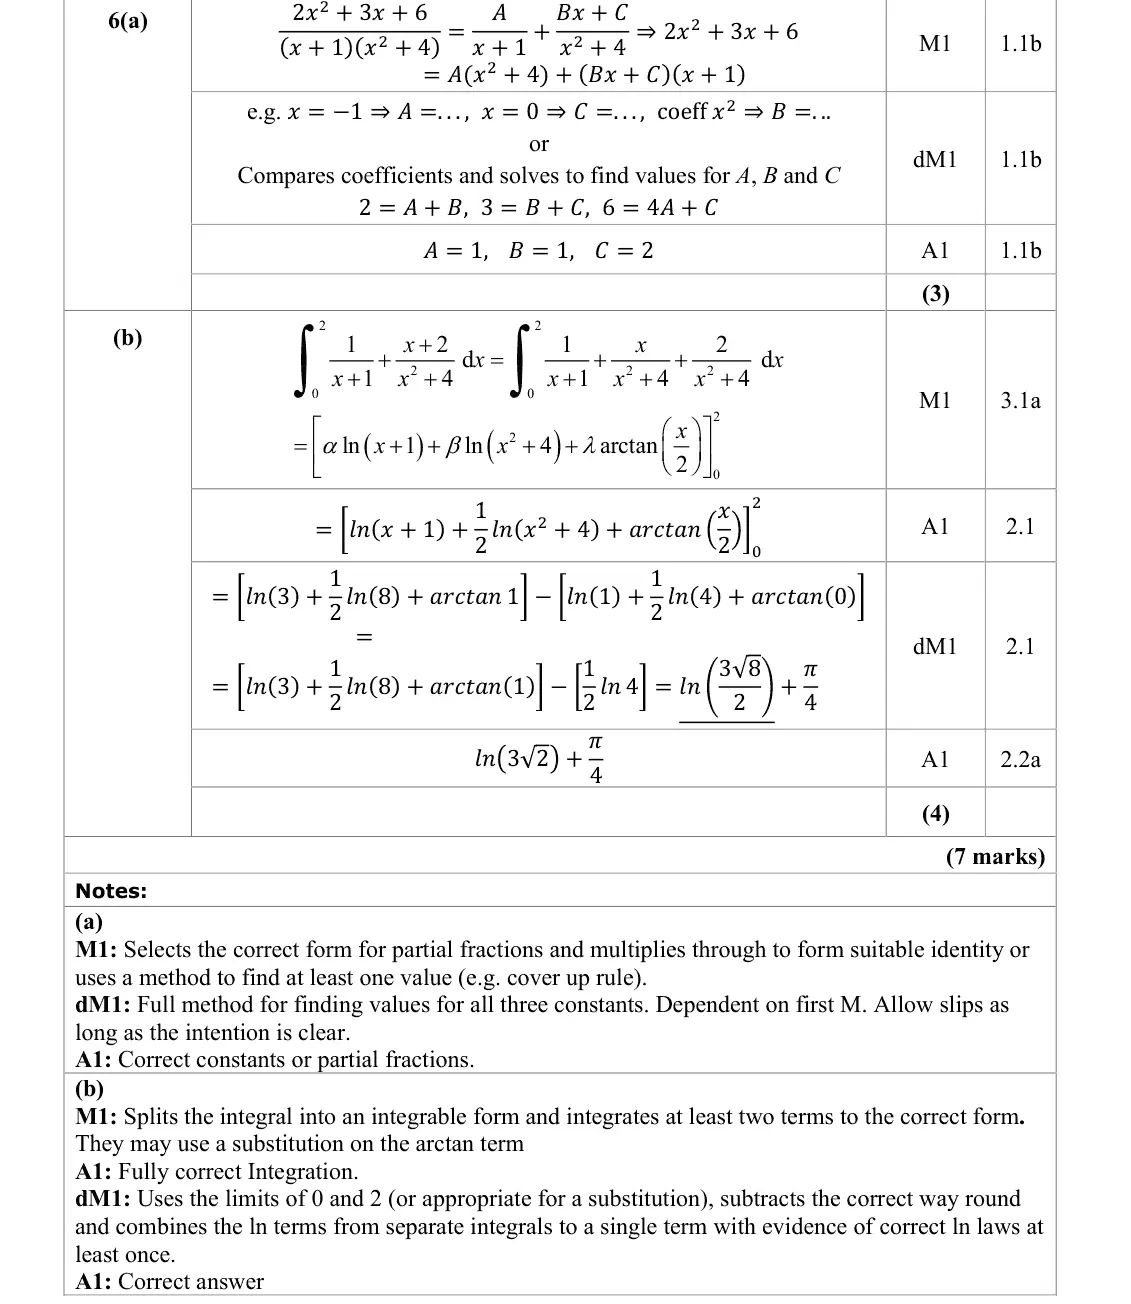 6(a)
2x² + 3x + 6 / (x + 1)(x² + 4) = A / x + 1 + Bx + C / x² + 4 ⇒ 2x² + 3x + 6
= A(x² + 4) + (Bx + C)(x + 1)
M1 1.1b
e.g. x = −1 ⇒ A =..., x = 0 ⇒ C =..., coeff x² ⇒ B =...
or
Compares coefficients and solves to find values for A, B and C
2 = A + B, 3 = B + C, 6 = 4A + C
dM1 1.1b
A = 1, B = 1, C = 2
A1 1.1b
(3)
(b)
∫₀² 1 / x+1 + x+2 / x²+4 dx = ∫₀² 1 / x+1 + x / x²+4 + 2 / x²+4 dx
= [α ln(x+1) + β ln(x²+4) + λ arctan(x/2)]₀²
M1 3.1a
= [ln(x + 1) + 1/2 ln(x² + 4) + arctan(x/2)]₀²
A1 2.1
= [ln(3) + 1/2 ln(8) + arctan 1] − [ln(1) + 1/2 ln(4) + arctan(0)]
=
= [ln(3) + 1/2 ln(8) + arctan(1)] − [1/2 ln 4] = ln(3√8 / 2) + π/4
dM1 2.1
ln(3√2) + π/4
A1 2.2a
(4)
(7 marks)
Notes:
(a)
M1: Selects the correct form for partial fractions and multiplies through to form suitable identity or
uses a method to find at least one value (e.g. cover up rule).
dM1: Full method for finding values for all three constants. Dependent on first M. Allow slips as
long as the intention is clear.
A1: Correct constants or partial fractions.
(b)
M1: Splits the integral into an integrable form and integrates at least two terms to the correct form.
They may use a substitution on the arctan term
A1: Fully correct Integration.
dM1: Uses the limits of 0 and 2 (or appropriate for a substitution), subtracts the correct way round
and combines the ln terms from separate integrals to a single term with evidence of correct ln laws at
least once.
A1: Correct answer